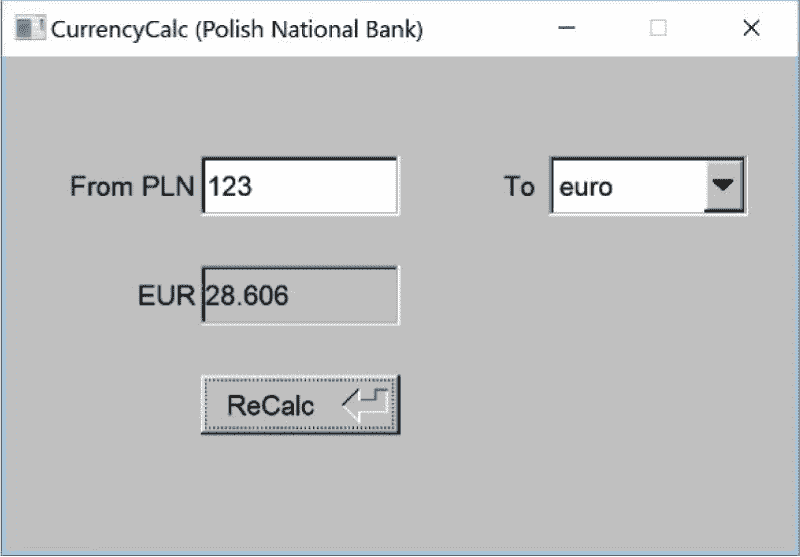 CurrencyCalc (Polish National Bank)
From PLN 123 To euro
EUR 28.606
ReCalc